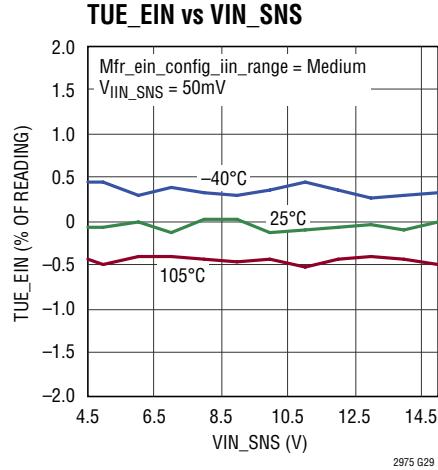 TUE_EIN vs VIN_SNS
2.0
1.5
1.0
0.5
0
–0.5
–1.0
–1.5
–2.0
TUE_EIN (% OF READING)
Mfr_ein_config_iin_range = Medium
VIIN_SNS = 50mV
–40°C
25°C
105°C
4.5 6.5 8.5 10.5 12.5 14.5
VIN_SNS (V)
2975 G29